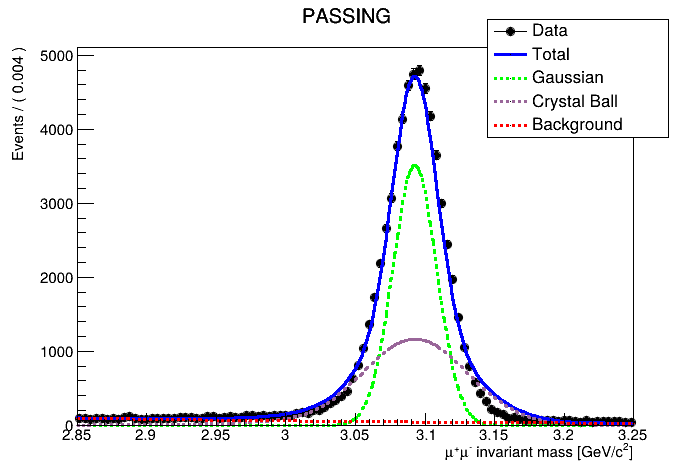 PASSING
Data
Total
Gaussian
Crystal Ball
Background
Events / ( 0.004 )
5000
4000
3000
2000
1000
0
2.85 2.9 2.95 3 3.05 3.1 3.15 3.2 3.25
μ⁺μ⁻ invariant mass [GeV/c²]